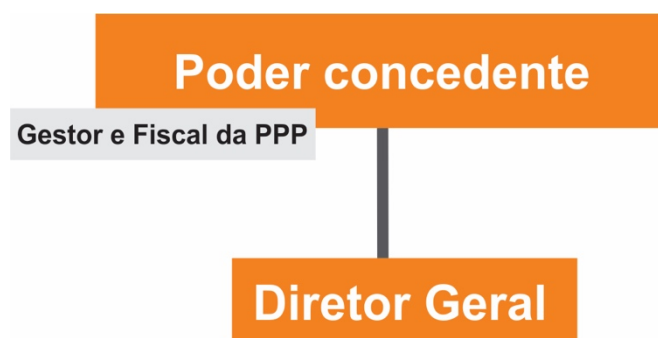 Poder concedente
Gestor e Fiscal da PPP
Diretor Geral